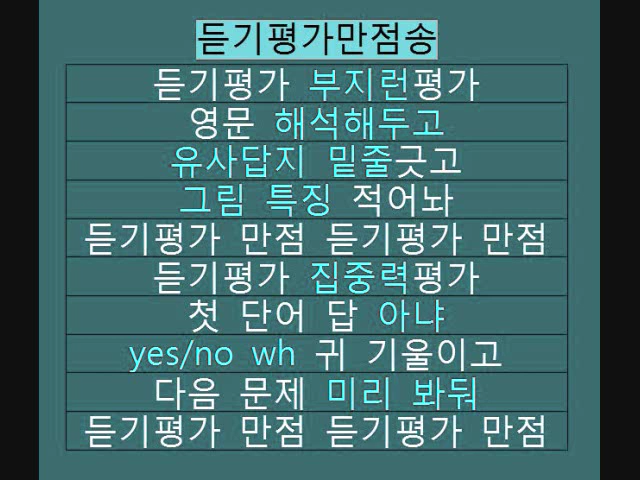 듣기평가만점송
듣기평가 부지런평가
영문 해석해두고
유사답지 밑줄긋고
그림 특징 적어놔
듣기평가 만점 듣기평가 만점
듣기평가 집중력평가
첫 단어 답 아냐
yes/no wh 귀 기울이고
다음 문제 미리 봐둬
듣기평가 만점 듣기평가 만점